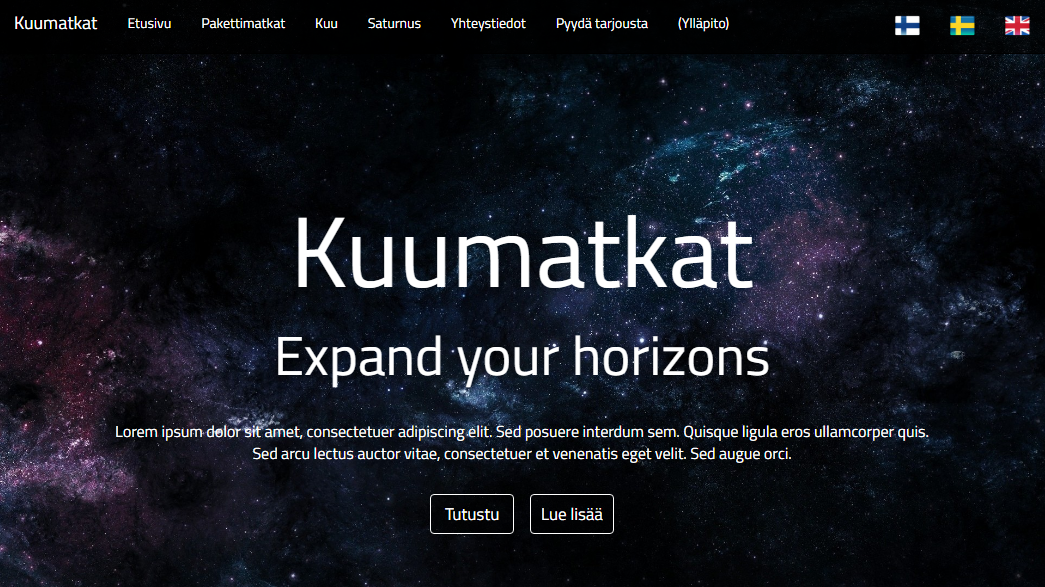 Kuumatkat Etusivu Pakettimatkat Kuu Saturnus Yhteystiedot Pyydä tarjousta (Ylläpito)
Kuumatkat
Expand your horizons
Lorem ipsum dolor sit amet, consectetuer adipiscing elit. Sed posuere interdum sem. Quisque ligula eros ullamcorper quis.
Sed arcu lectus auctor vitae, consectetuer et venenatis eget velit. Sed augue orci.
Tutustu Lue lisää